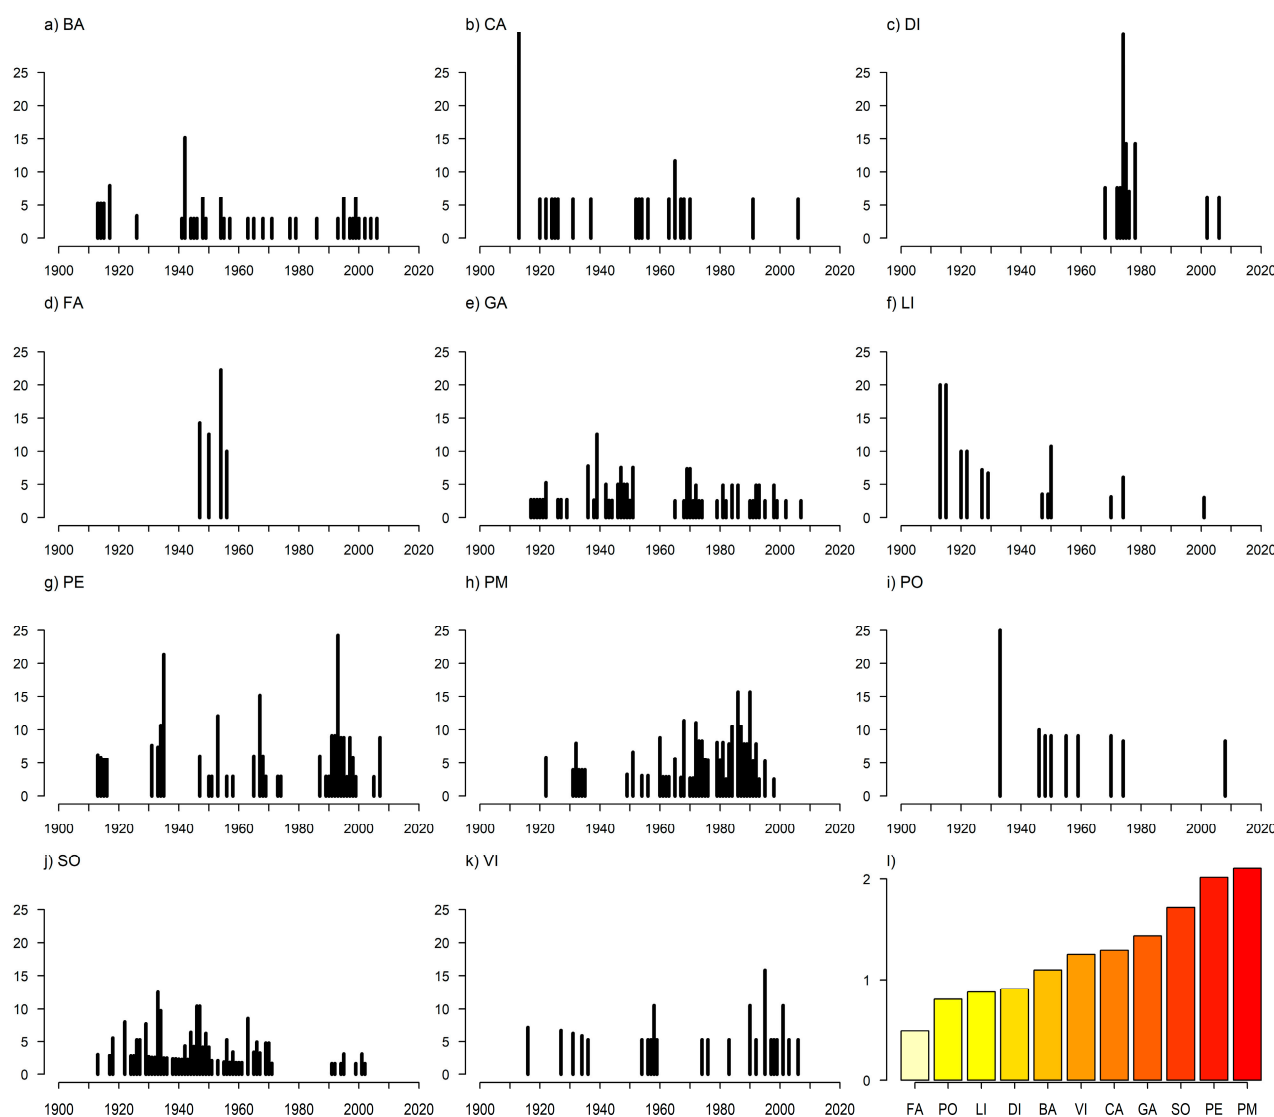 a) BA
b) CA
c) DI
25 25 25
20 20 20
15 15 15
10 10 10
5 5 5
0 0 0
1900 1920 1940 1960 1980 2000 2020 1900 1920 1940 1960 1980 2000 2020 1900 1920 1940 1960 1980 2000 2020
d) FA
e) GA
f) LI
25 25 25
20 20 20
15 15 15
10 10 10
5 5 5
0 0 0
1900 1920 1940 1960 1980 2000 2020 1900 1920 1940 1960 1980 2000 2020 1900 1920 1940 1960 1980 2000 2020
g) PE
h) PM
i) PO
25 25 25
20 20 20
15 15 15
10 10 10
5 5 5
0 0 0
1900 1920 1940 1960 1980 2000 2020 1900 1920 1940 1960 1980 2000 2020 1900 1920 1940 1960 1980 2000 2020
j) SO
k) VI
l)
25 25 2
20 20
15 15
10 10 1
5 5
0 0 0
1900 1920 1940 1960 1980 2000 2020 1900 1920 1940 1960 1980 2000 2020 FA PO LI DI BA VI CA GA SO PE PM